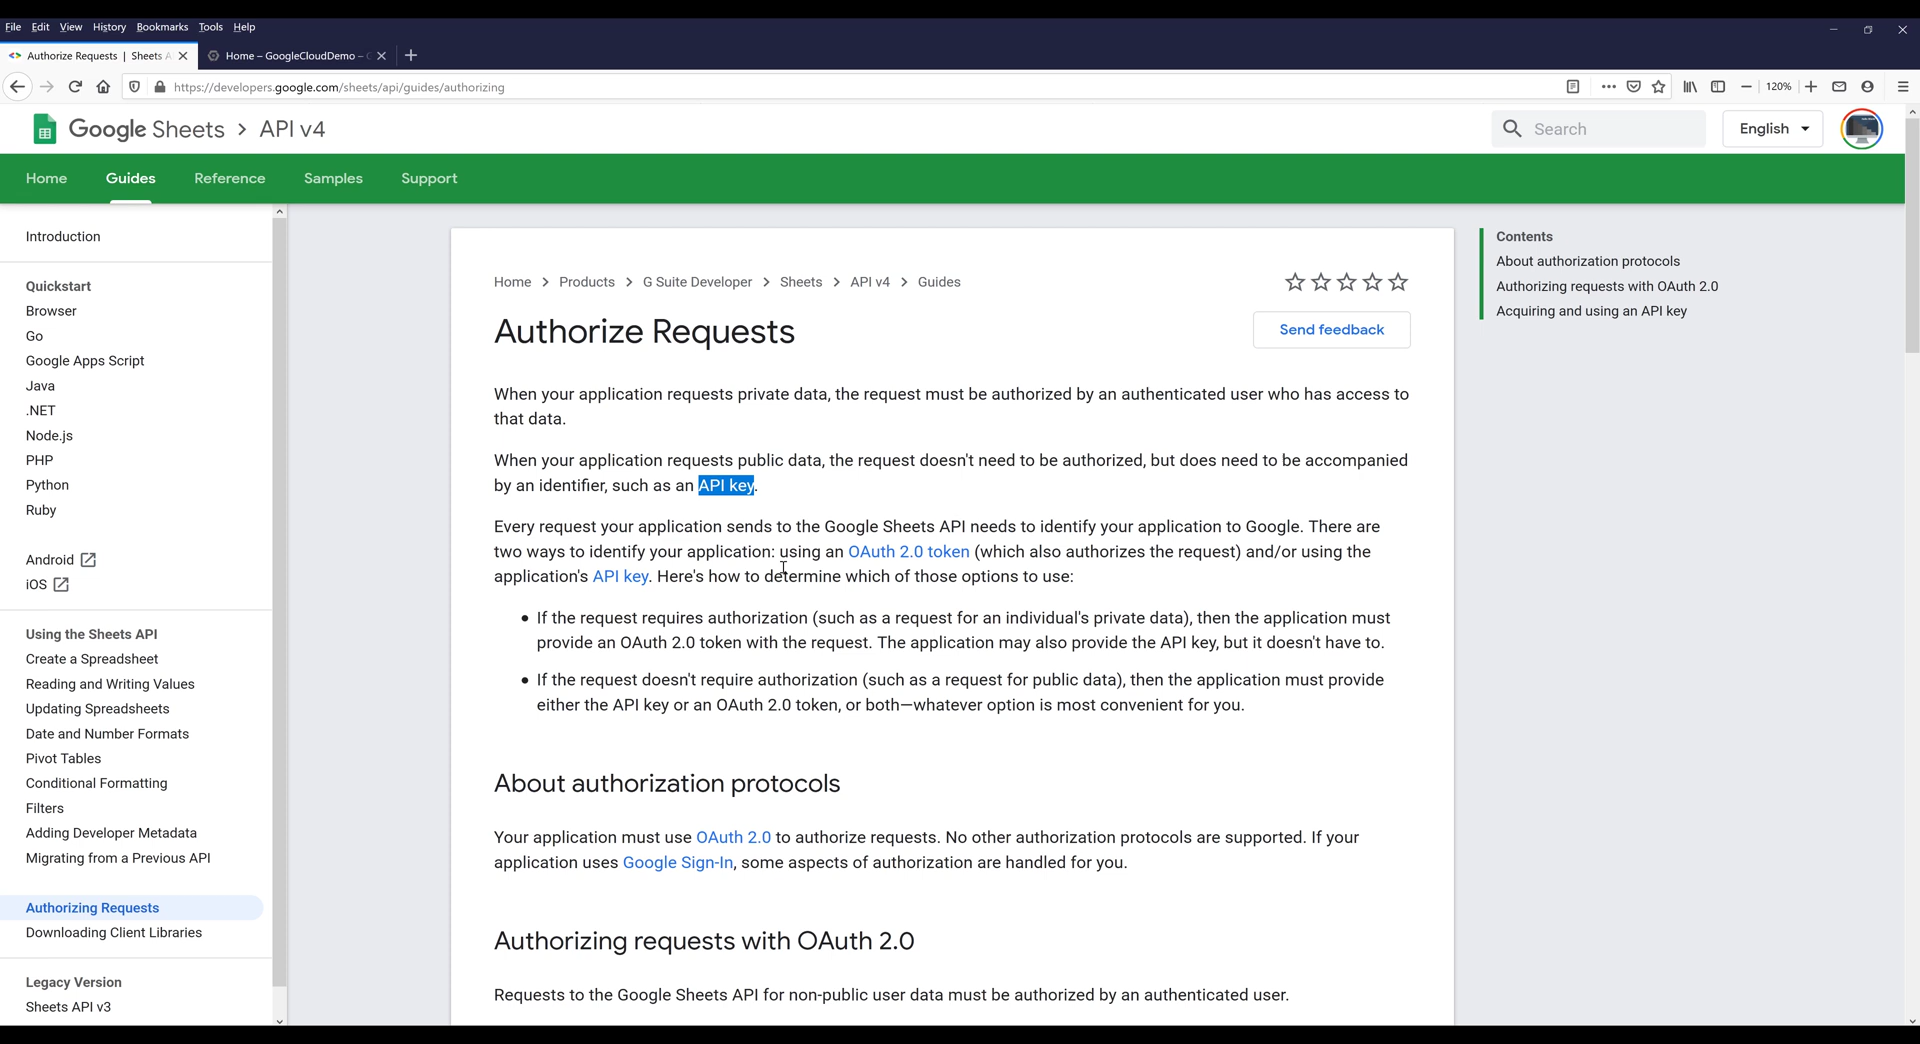 File Edit View History Bookmarks Tools Help
Authorize Requests | Sheets A
Home – GoogleCloudDemo –
https://developers.google.com/sheets/api/guides/authorizing
120%
Google Sheets > API v4
Search
English
Home Guides Reference Samples Support
Introduction
Quickstart
Browser
Go
Google Apps Script
Java
.NET
Node.js
PHP
Python
Ruby
Android
iOS
Using the Sheets API
Create a Spreadsheet
Reading and Writing Values
Updating Spreadsheets
Date and Number Formats
Pivot Tables
Conditional Formatting
Filters
Adding Developer Metadata
Migrating from a Previous API
Authorizing Requests
Downloading Client Libraries
Legacy Version
Sheets API v3
Home > Products > G Suite Developer > Sheets > API v4 > Guides
Authorize Requests
Send feedback
When your application requests private data, the request must be authorized by an authenticated user who has access to
that data.
When your application requests public data, the request doesn't need to be authorized, but does need to be accompanied
by an identifier, such as an API key.
Every request your application sends to the Google Sheets API needs to identify your application to Google. There are
two ways to identify your application: using an OAuth 2.0 token (which also authorizes the request) and/or using the
application's API key. Here's how to determine which of those options to use:
• If the request requires authorization (such as a request for an individual's private data), then the application must
provide an OAuth 2.0 token with the request. The application may also provide the API key, but it doesn't have to.
• If the request doesn't require authorization (such as a request for public data), then the application must provide
either the API key or an OAuth 2.0 token, or both—whatever option is most convenient for you.
About authorization protocols
Your application must use OAuth 2.0 to authorize requests. No other authorization protocols are supported. If your
application uses Google Sign-In, some aspects of authorization are handled for you.
Authorizing requests with OAuth 2.0
Requests to the Google Sheets API for non-public user data must be authorized by an authenticated user.
Contents
About authorization protocols
Authorizing requests with OAuth 2.0
Acquiring and using an API key